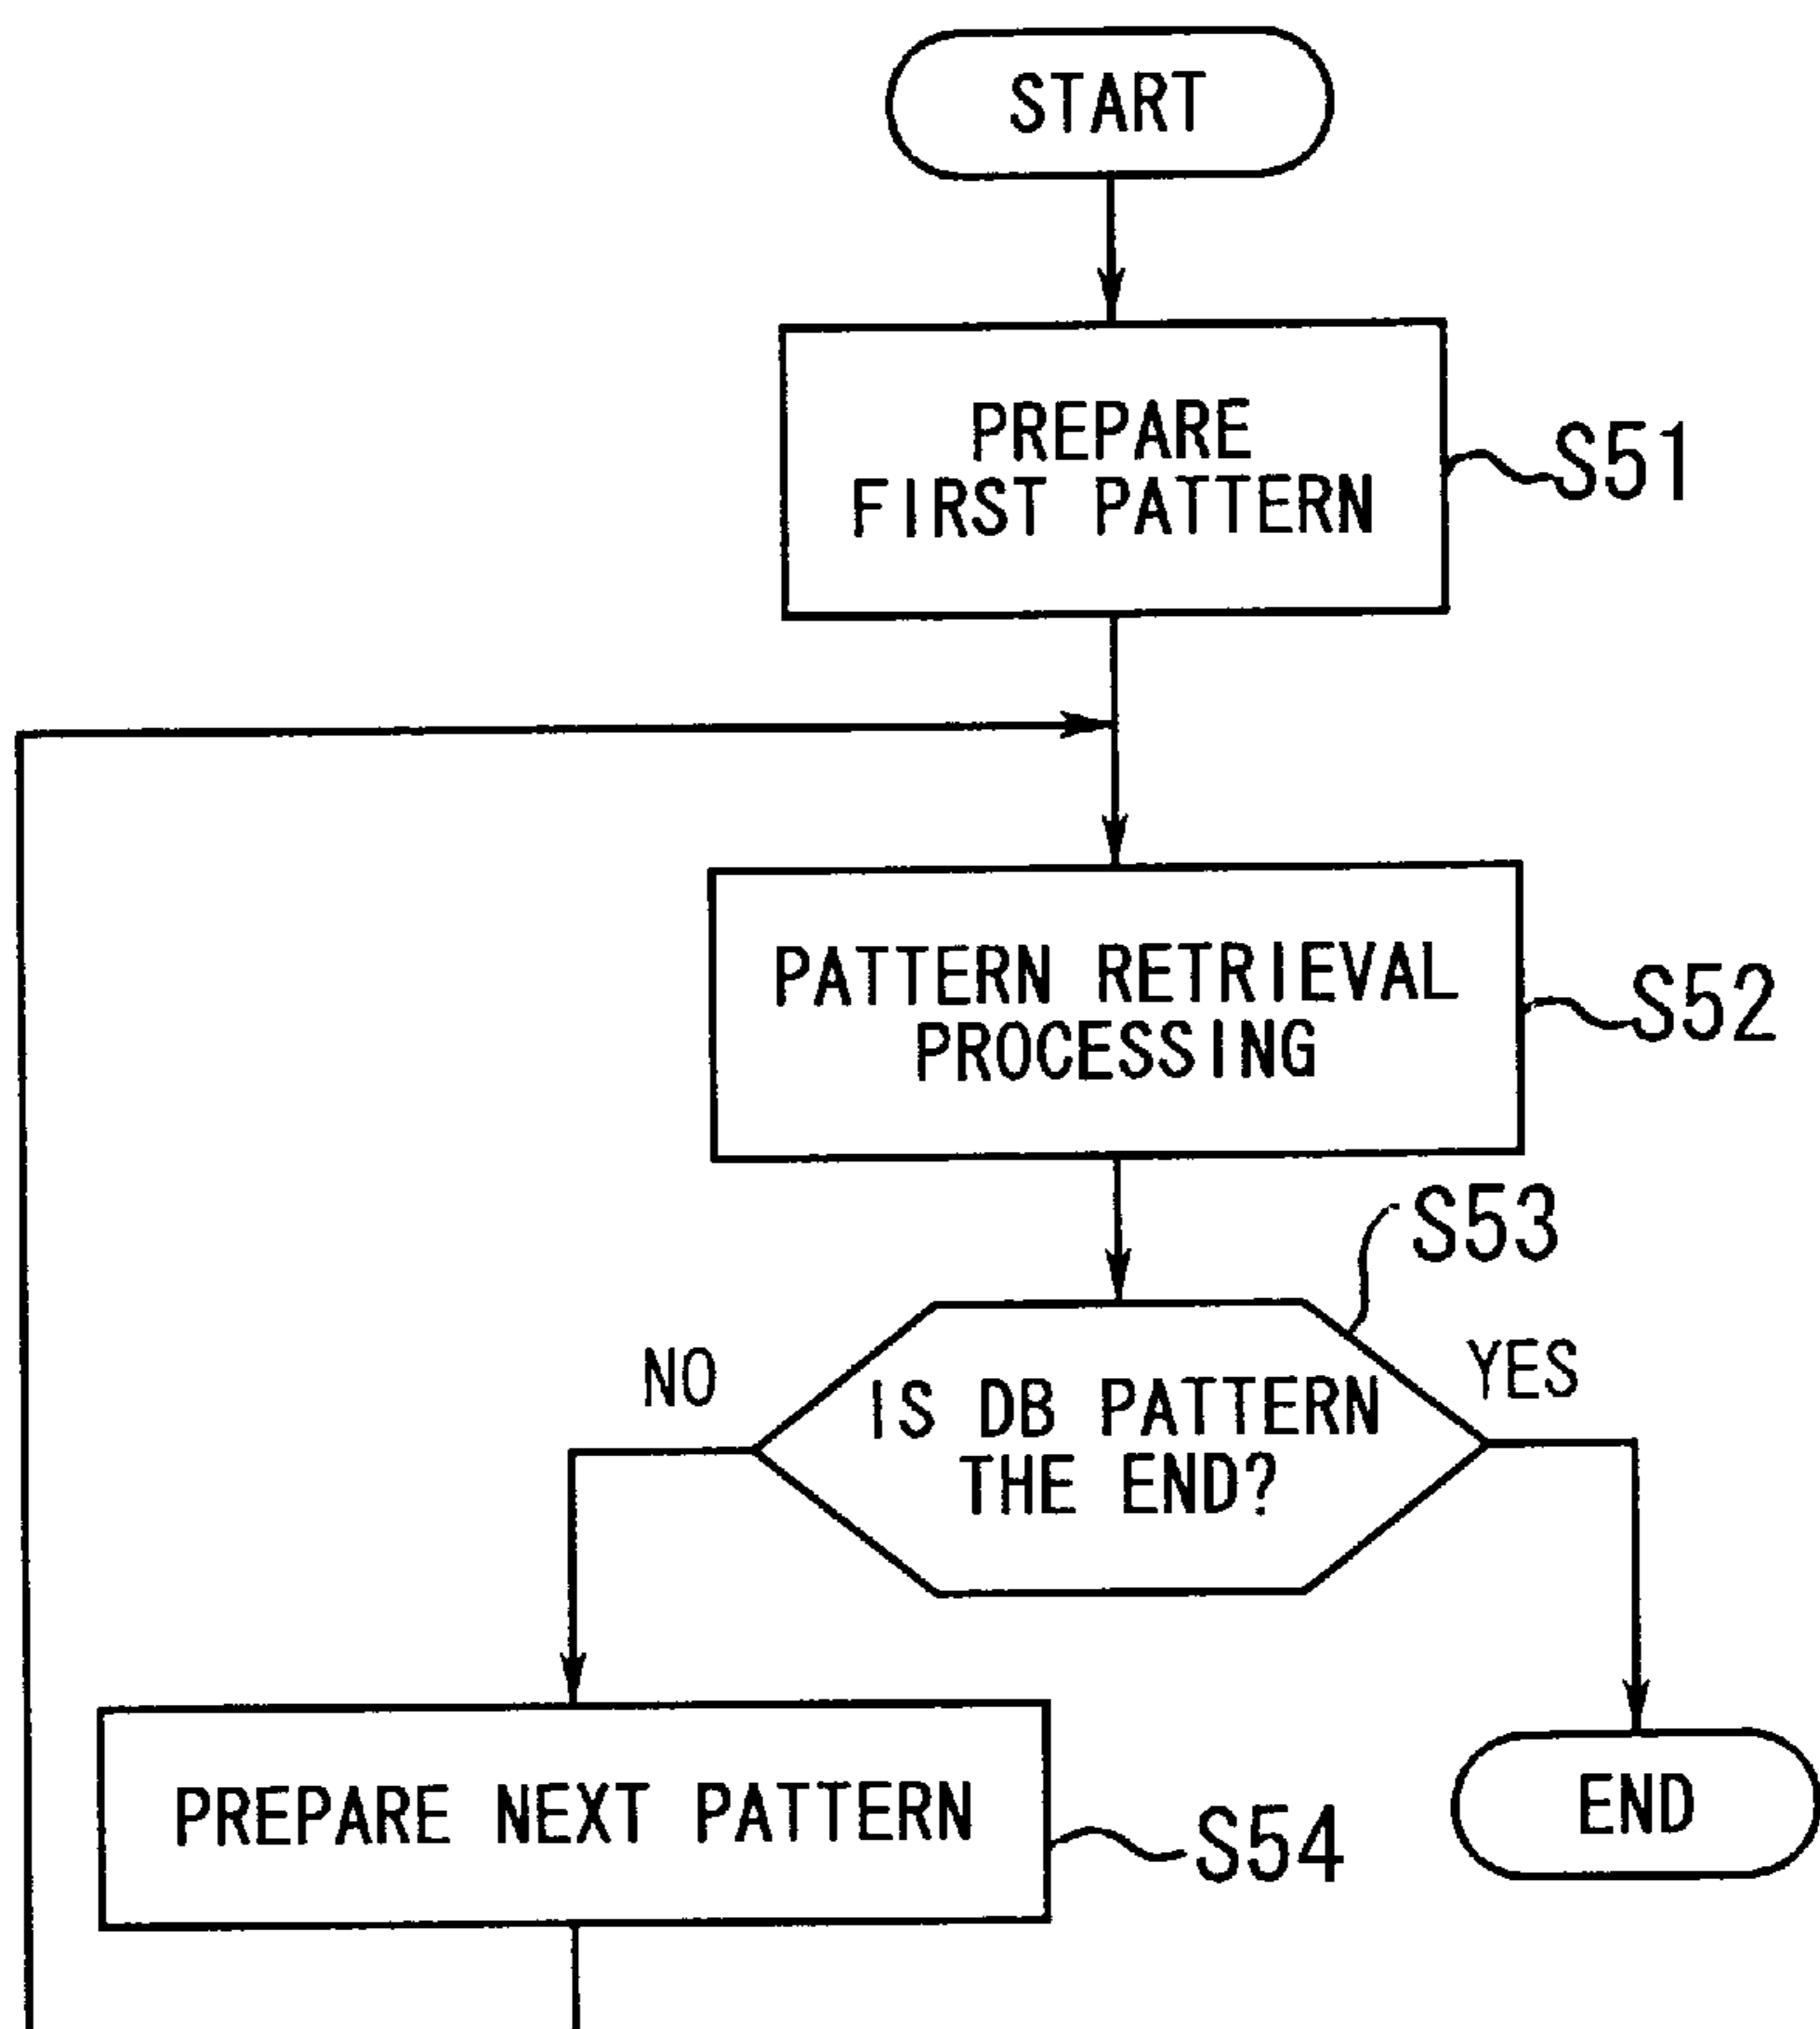 START
PREPARE
FIRST PATTERN
S51
PATTERN RETRIEVAL
PROCESSING
S52
S53
NO
IS DB PATTERN
THE END?
YES
PREPARE NEXT PATTERN
S54
END